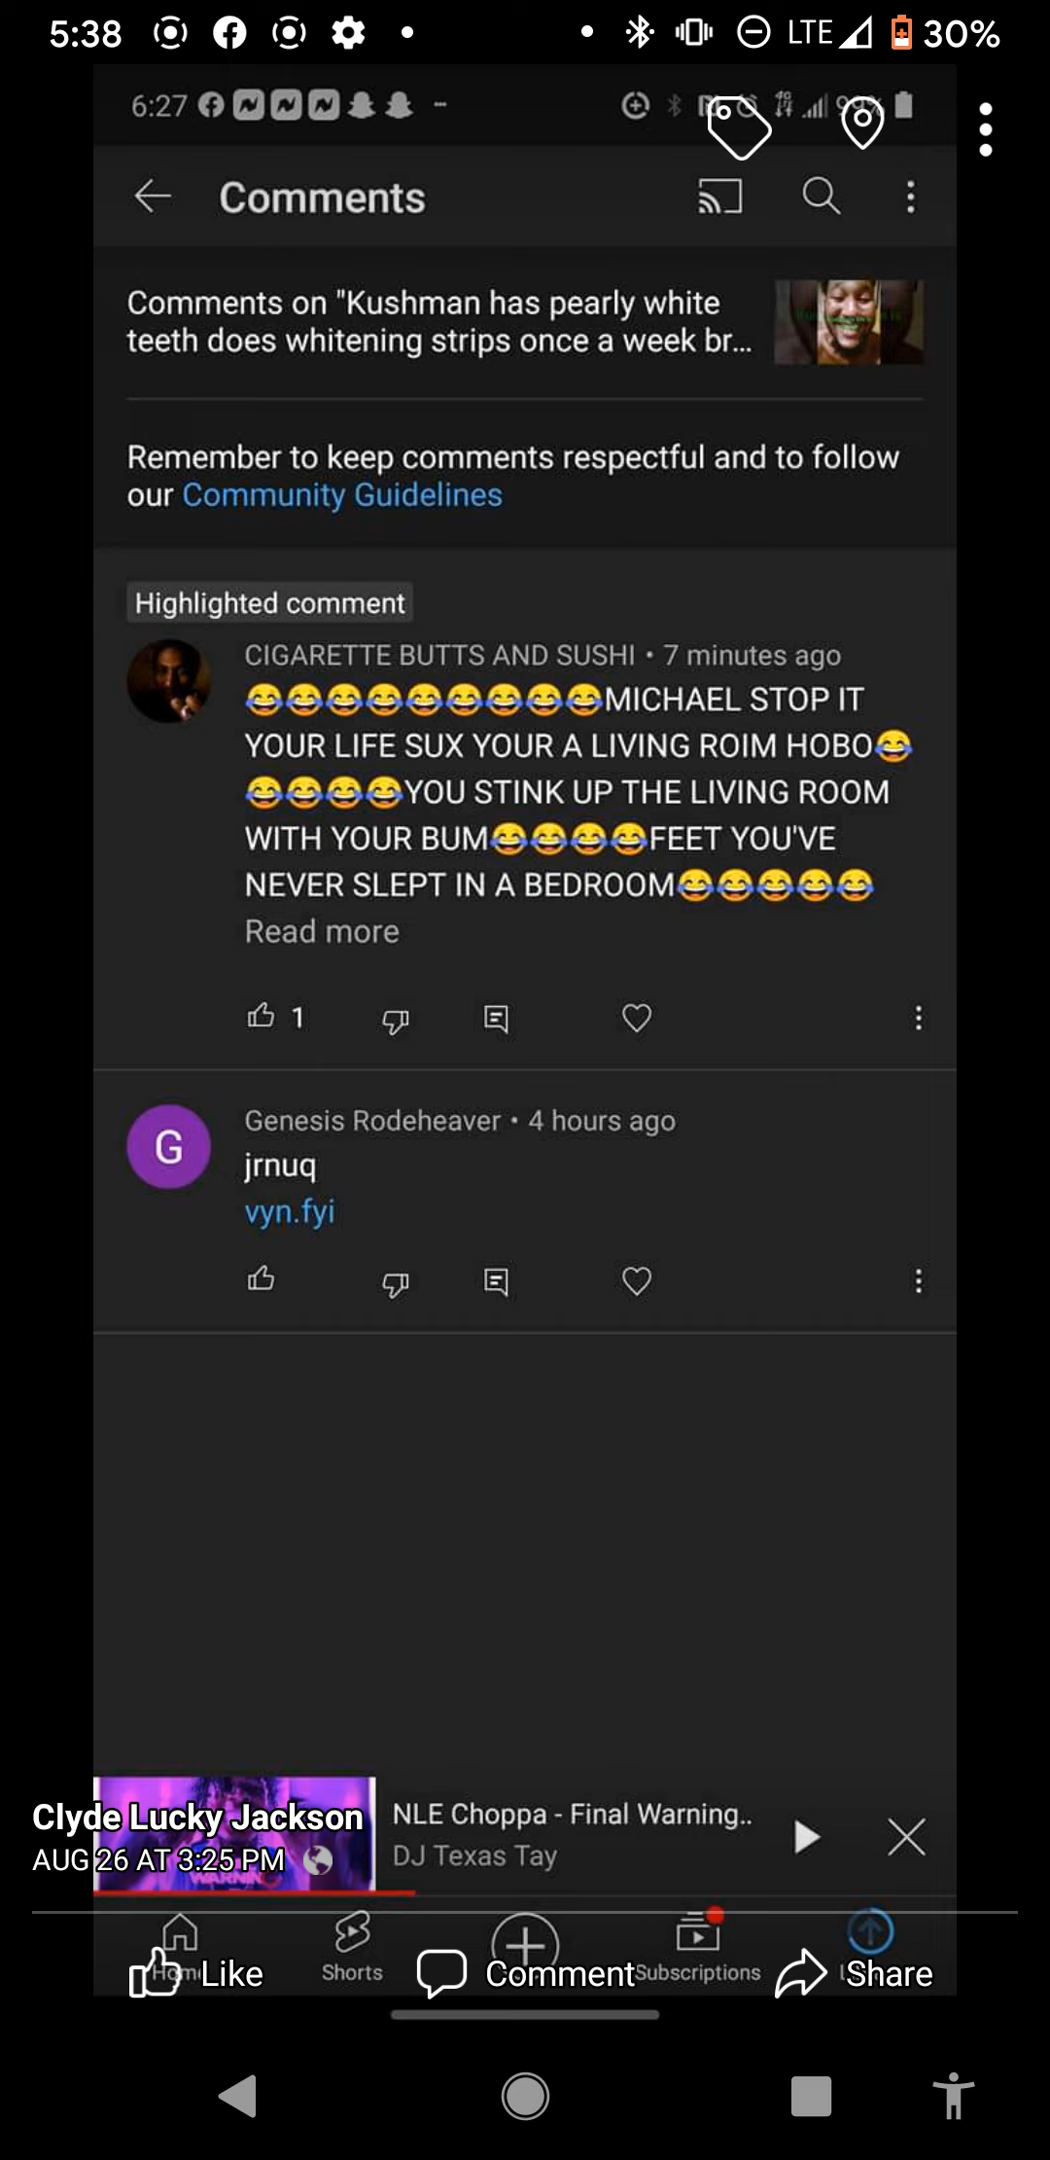 5:38 LTE 30%
6:27 99%
Comments
Comments on "Kushman has pearly white
teeth does whitening strips once a week br...
Remember to keep comments respectful and to follow
our Community Guidelines
Highlighted comment
CIGARETTE BUTTS AND SUSHI • 7 minutes ago
😂😂😂😂😂😂😂😂😂MICHAEL STOP IT
YOUR LIFE SUX YOUR A LIVING ROIM HOBO😂
😂😂😂😂YOU STINK UP THE LIVING ROOM
WITH YOUR BUM😂😂😂😂FEET YOU'VE
NEVER SLEPT IN A BEDROOM😂😂😂😂😂
Read more
1
G
Genesis Rodeheaver • 4 hours ago
jrnuq
vyn.fyi
Clyde Lucky Jackson
AUG 26 AT 3:25 PM
NLE Choppa - Final Warning..
DJ Texas Tay
Home Shorts Subscriptions
Like Comment Share